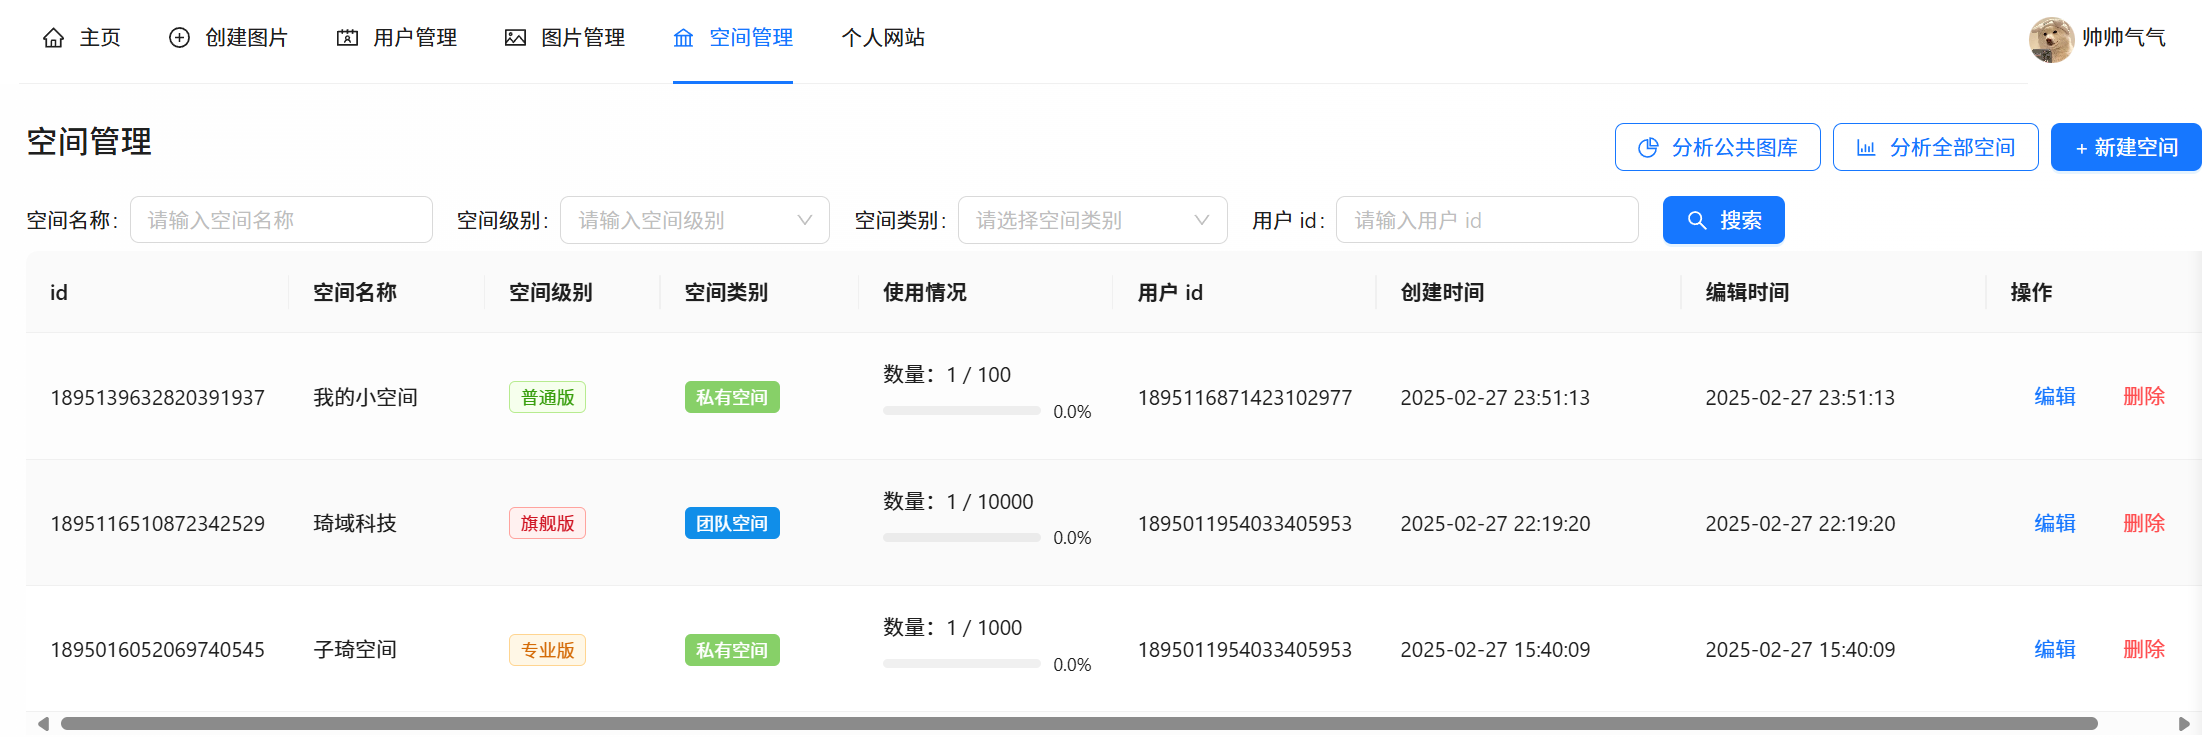 主页 创建图片 用户管理 图片管理 空间管理 个人网站 帅帅气气
空间管理 分析公共图库 分析全部空间 + 新建空间
空间名称: 请输入空间名称 空间级别: 请输入空间级别 空间类别: 请选择空间类别 用户 id: 请输入用户 id 搜索
id 空间名称 空间级别 空间类别 使用情况 用户 id 创建时间 编辑时间 操作
1895139632820391937 我的小空间 普通版 私有空间 数量：1 / 100 0.0% 1895116871423102977 2025-02-27 23:51:13 2025-02-27 23:51:13 编辑 删除
1895116510872342529 琦域科技 旗舰版 团队空间 数量：1 / 10000 0.0% 1895011954033405953 2025-02-27 22:19:20 2025-02-27 22:19:20 编辑 删除
1895016052069740545 子琦空间 专业版 私有空间 数量：1 / 1000 0.0% 1895011954033405953 2025-02-27 15:40:09 2025-02-27 15:40:09 编辑 删除